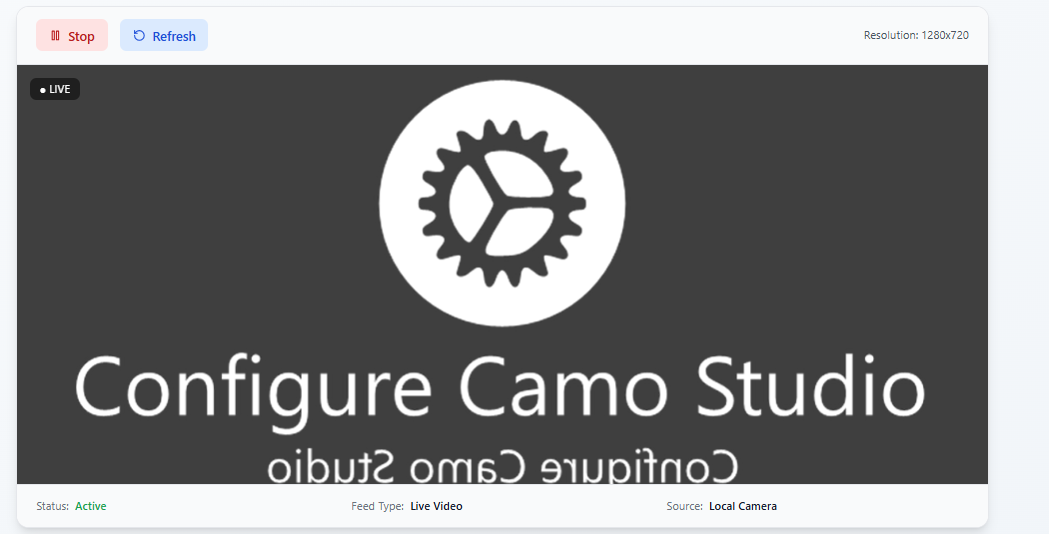 Stop Refresh Resolution: 1280x720
● LIVE
Configure Camo Studio
Configure Camo Studio
Status: Active Feed Type: Live Video Source: Local Camera